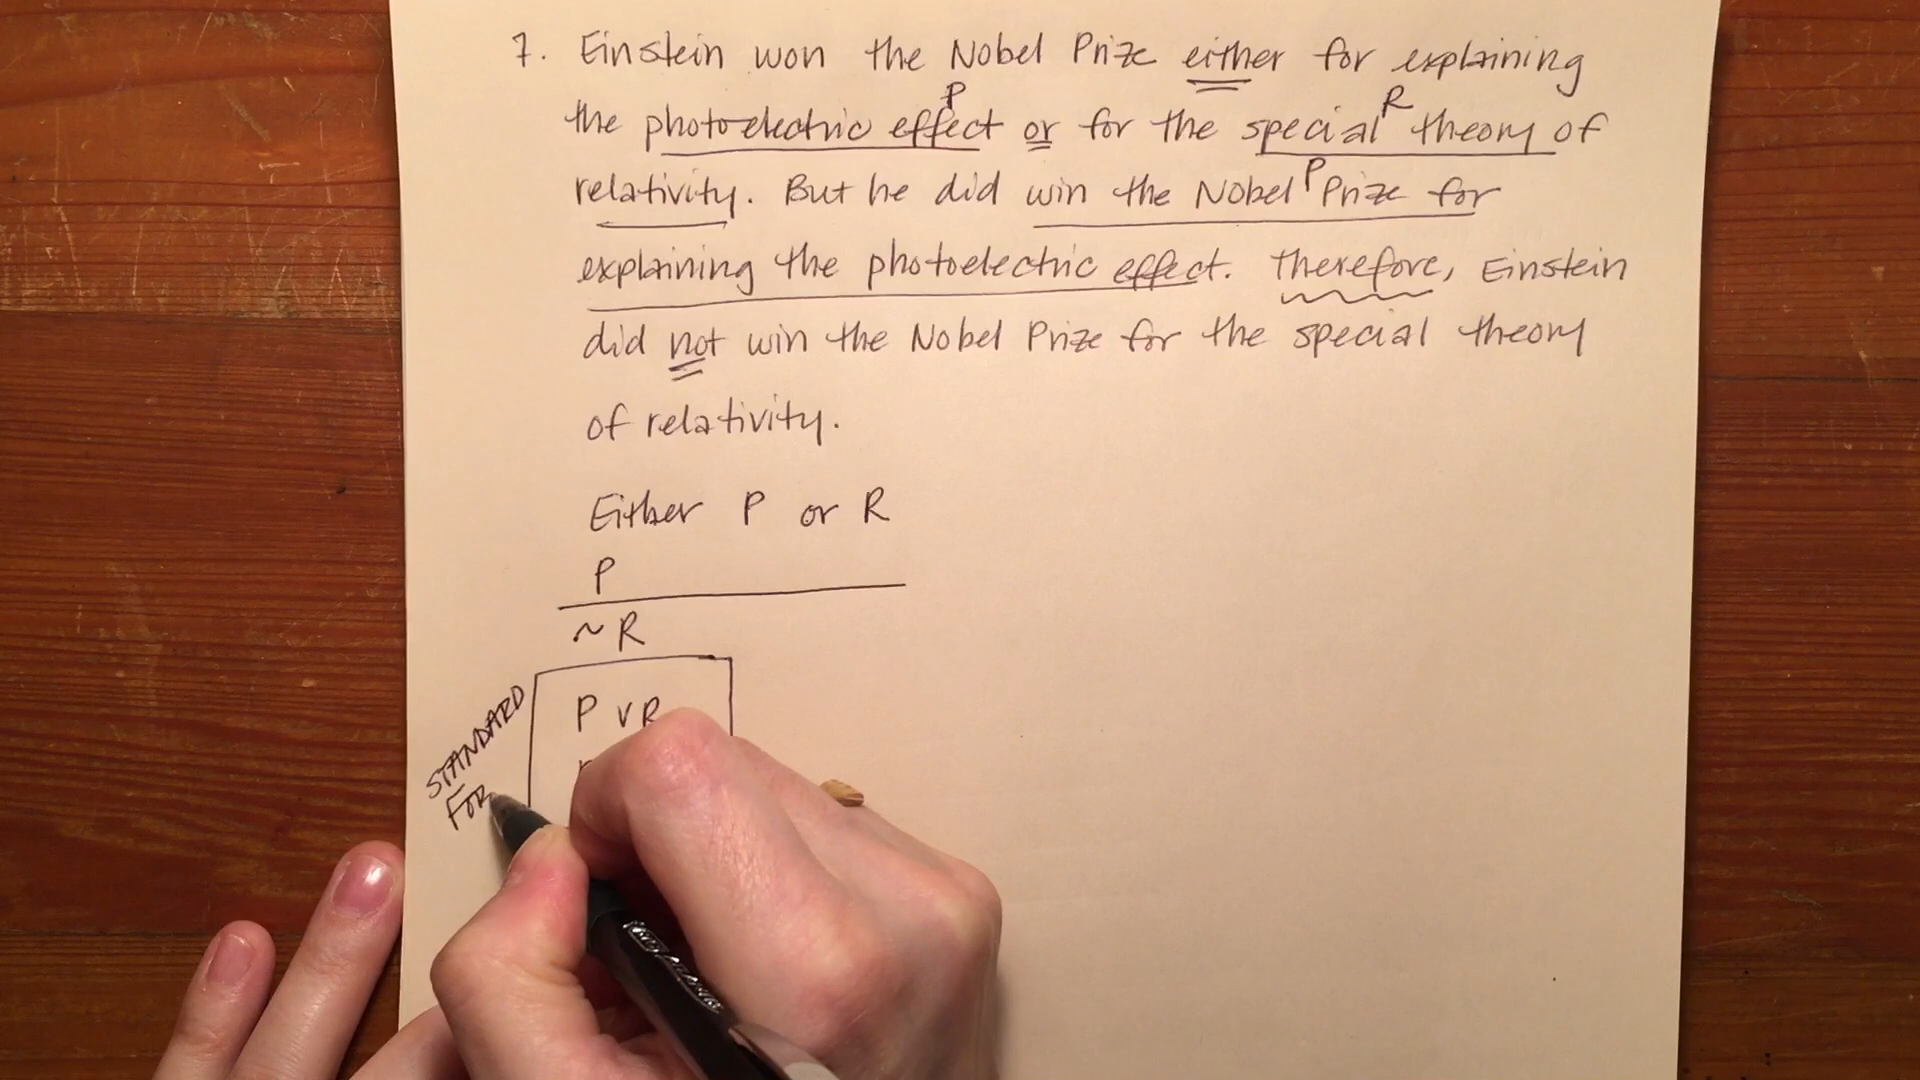 7. Einstein won the Nobel Prize either for explaining
P R
the photoelectric effect or for the special theory of
P
relativity. But he did win the Nobel Prize for
explaining the photoelectric effect. Therefore, Einstein
did not win the Nobel Prize for the special theory
of relativity.
Either P or R
P
~ R
P v R
STANDARD
FOR